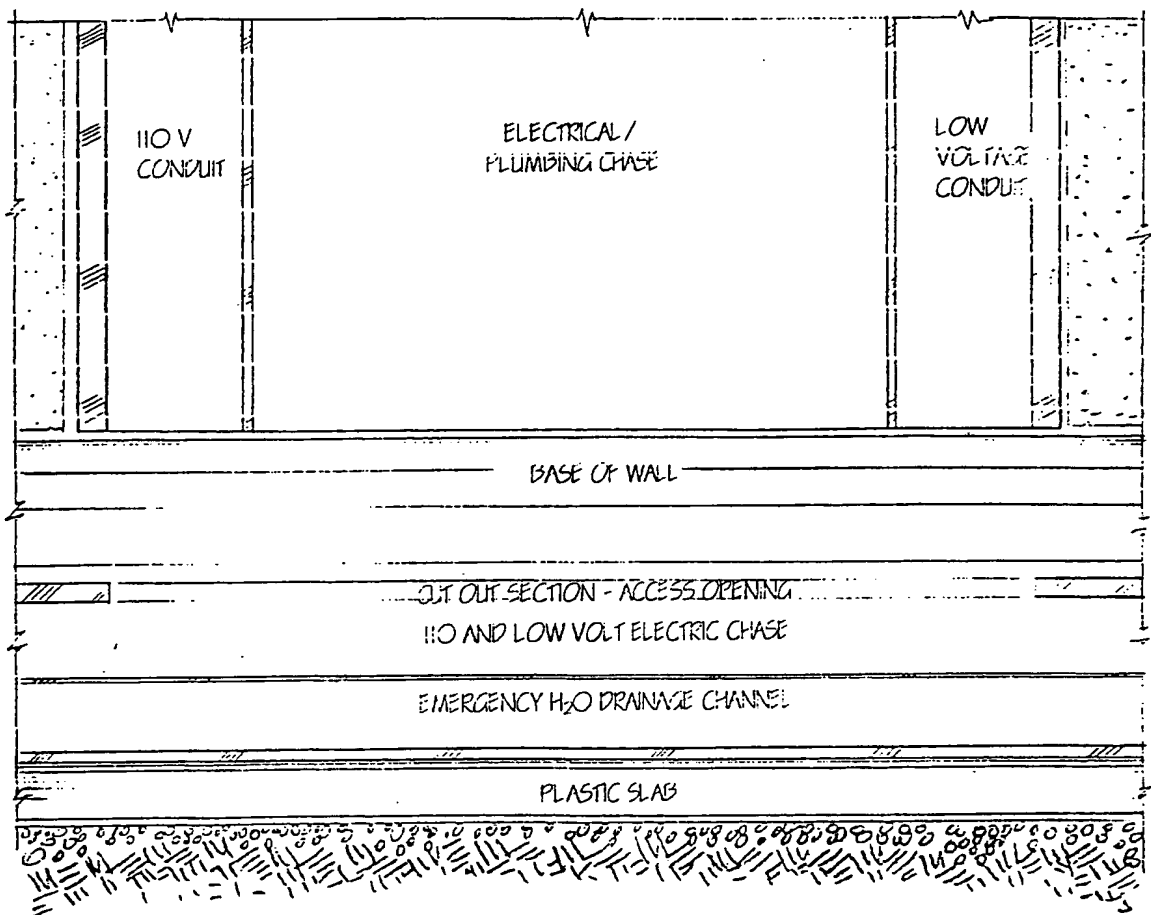 110 V
CONDUIT
ELECTRICAL /
PLUMBING CHASE
LOW
VOLTAGE
CONDUIT
BASE OF WALL
CUT OUT SECTION - ACCESS OPENING
110 AND LOW VOLT ELECTRIC CHASE
EMERGENCY H₂O DRAINAGE CHANNEL
PLASTIC SLAB